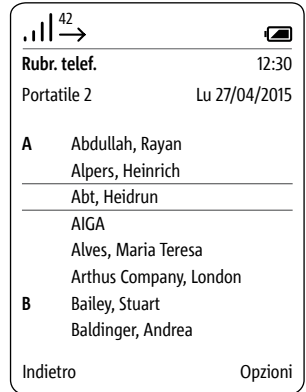 42
Rubr. telef. 12:30
Portatile 2 Lu 27/04/2015
A Abdullah, Rayan
Alpers, Heinrich
Abt, Heidrun
AIGA
Alves, Maria Teresa
Arthus Company, London
B Bailey, Stuart
Baldinger, Andrea
Indietro Opzioni